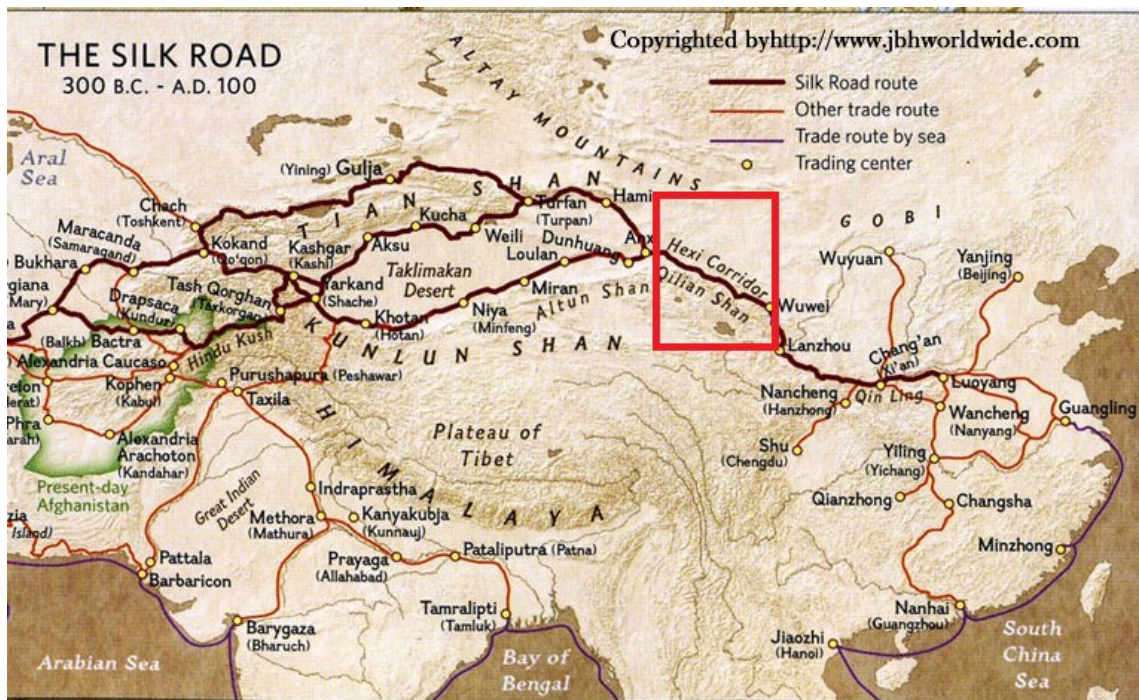 THE SILK ROAD
300 B.C. - A.D. 100
Copyrighted byhttp://www.jbhworldwide.com
Silk Road route
Other trade route
Trade route by sea
Trading center
ALTAY MOUNTAINS
Aral
Sea
(Yining) Gulja
TIAN SHAN
Hami
Turfan
(Turpan)
GOBI
Chach
(Toshkent)
Kucha
Maracanda
(Samarqand)
Kokand
(Qo'qon)
Kashgar
(Kashi)
Aksu
Weili
Dunhuang
Loulan
Anxi
Hexi Corridor
Wuyuan
Yanjing
(Beijing)
Bukhara
giana
(Mary)
Tash Qorghan
(Taxkorgan)
Yarkand
(Shache)
Taklimakan
Desert
Miran
Altun Shan
Qilian Shan
Wuwei
Drapsaca
(Kunduz)
Niya
(Minfeng)
Khotan
(Hotan)
(Balkh) Bactra
Hindu Kush
KUNLUN SHAN
Lanzhou
Chang'an
(Xi'an)
Alexandria Caucaso
Kophen
(Kabul)
Purushapura (Peshawar)
Taxila
Nancheng
(Hanzhong)
Qin Ling
Luoyang
Wancheng
(Nanyang)
Guangling
Phra
Alexandria
Arachoton
(Kandahar)
HIMALAYA
Plateau of
Tibet
Shu
(Chengdu)
Yiling
(Yichang)
Present-day
Afghanistan
Great Indian
Desert
Indraprastha
Qianzhong
Changsha
Methora
(Mathura)
Kanyakubja
(Kunnauj)
Island)
Pattala
Barbaricon
Prayaga
(Allahabad)
Pataliputra (Patna)
Minzhong
Tamralipti
(Tamluk)
Nanhai
(Guangzhou)
Barygaza
(Bharuch)
Jiaozhi
(Hanoi)
Arabian Sea
Bay of
Bengal
South
China
Sea